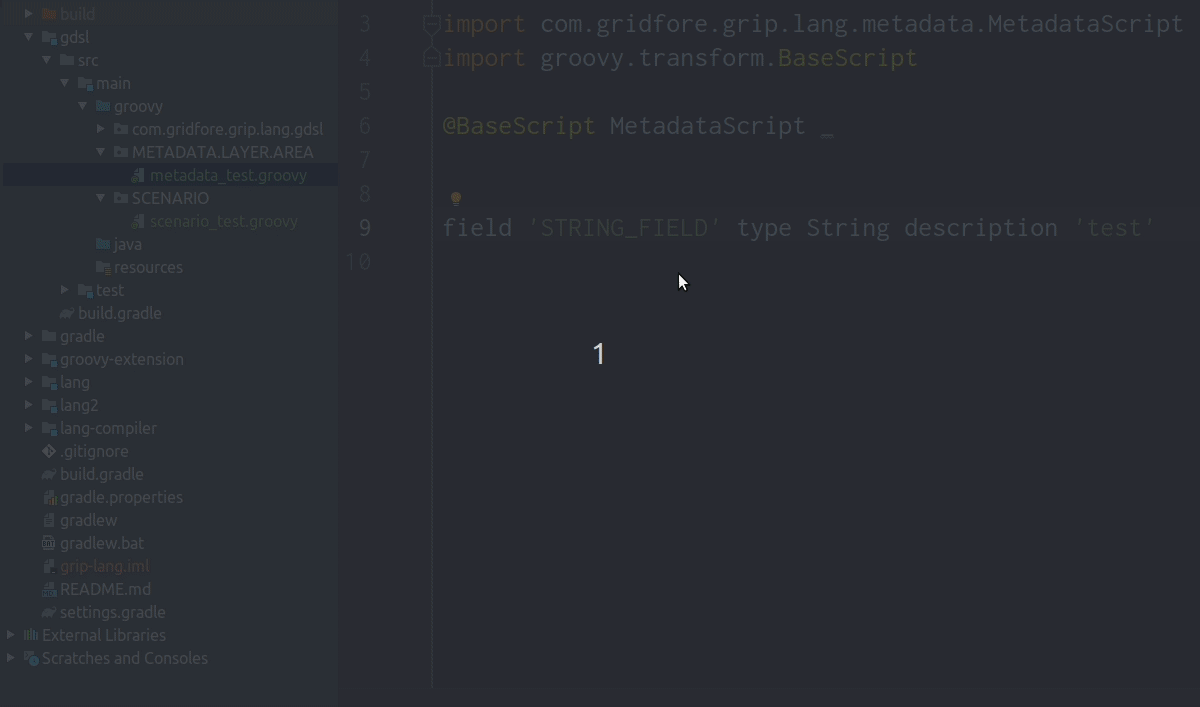 build
gdsl
src
main
groovy
com.gridfore.grip.lang.gdsl
METADATA.LAYER.AREA
metadata_test.groovy
SCENARIO
scenario_test.groovy
java
resources
test
build.gradle
gradle
groovy-extension
lang
lang2
lang-compiler
.gitignore
build.gradle
gradle.properties
gradlew
gradlew.bat
grip-lang.iml
README.md
settings.gradle
External Libraries
Scratches and Consoles
3 import com.gridfore.grip.lang.metadata.MetadataScript
4 import groovy.transform.BaseScript
5
6 @BaseScript MetadataScript _
7
8
9 field 'STRING_FIELD' type String description 'test'
10
1